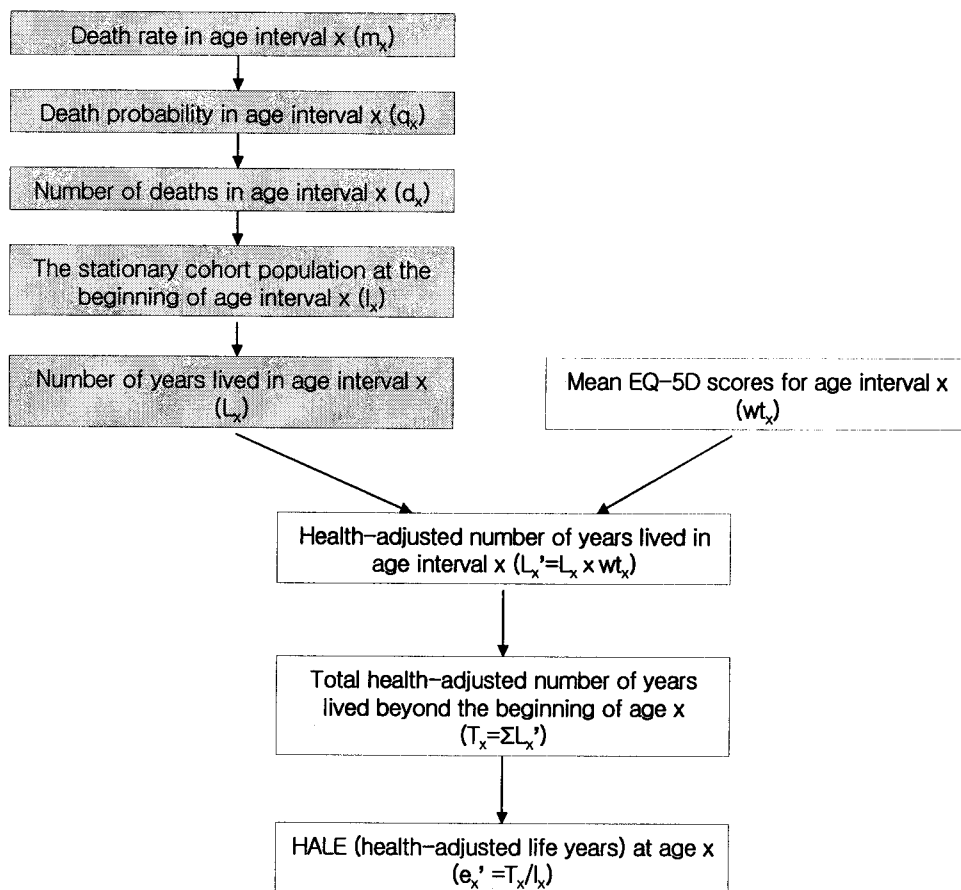 Death rate in age interval x (mₓ)
Death probability in age interval x (qₓ)
Number of deaths in age interval x (dₓ)
The stationary cohort population at the
beginning of age interval x (lₓ)
Number of years lived in age interval x
(Lₓ)
Mean EQ-5D scores for age interval x
(wtₓ)
Health-adjusted number of years lived in
age interval x (Lₓ'=Lₓ x wtₓ)
Total health-adjusted number of years
lived beyond the beginning of age x
(Tₓ=ΣLₓ')
HALE (health-adjusted life years) at age x
(eₓ' =Tₓ/lₓ)